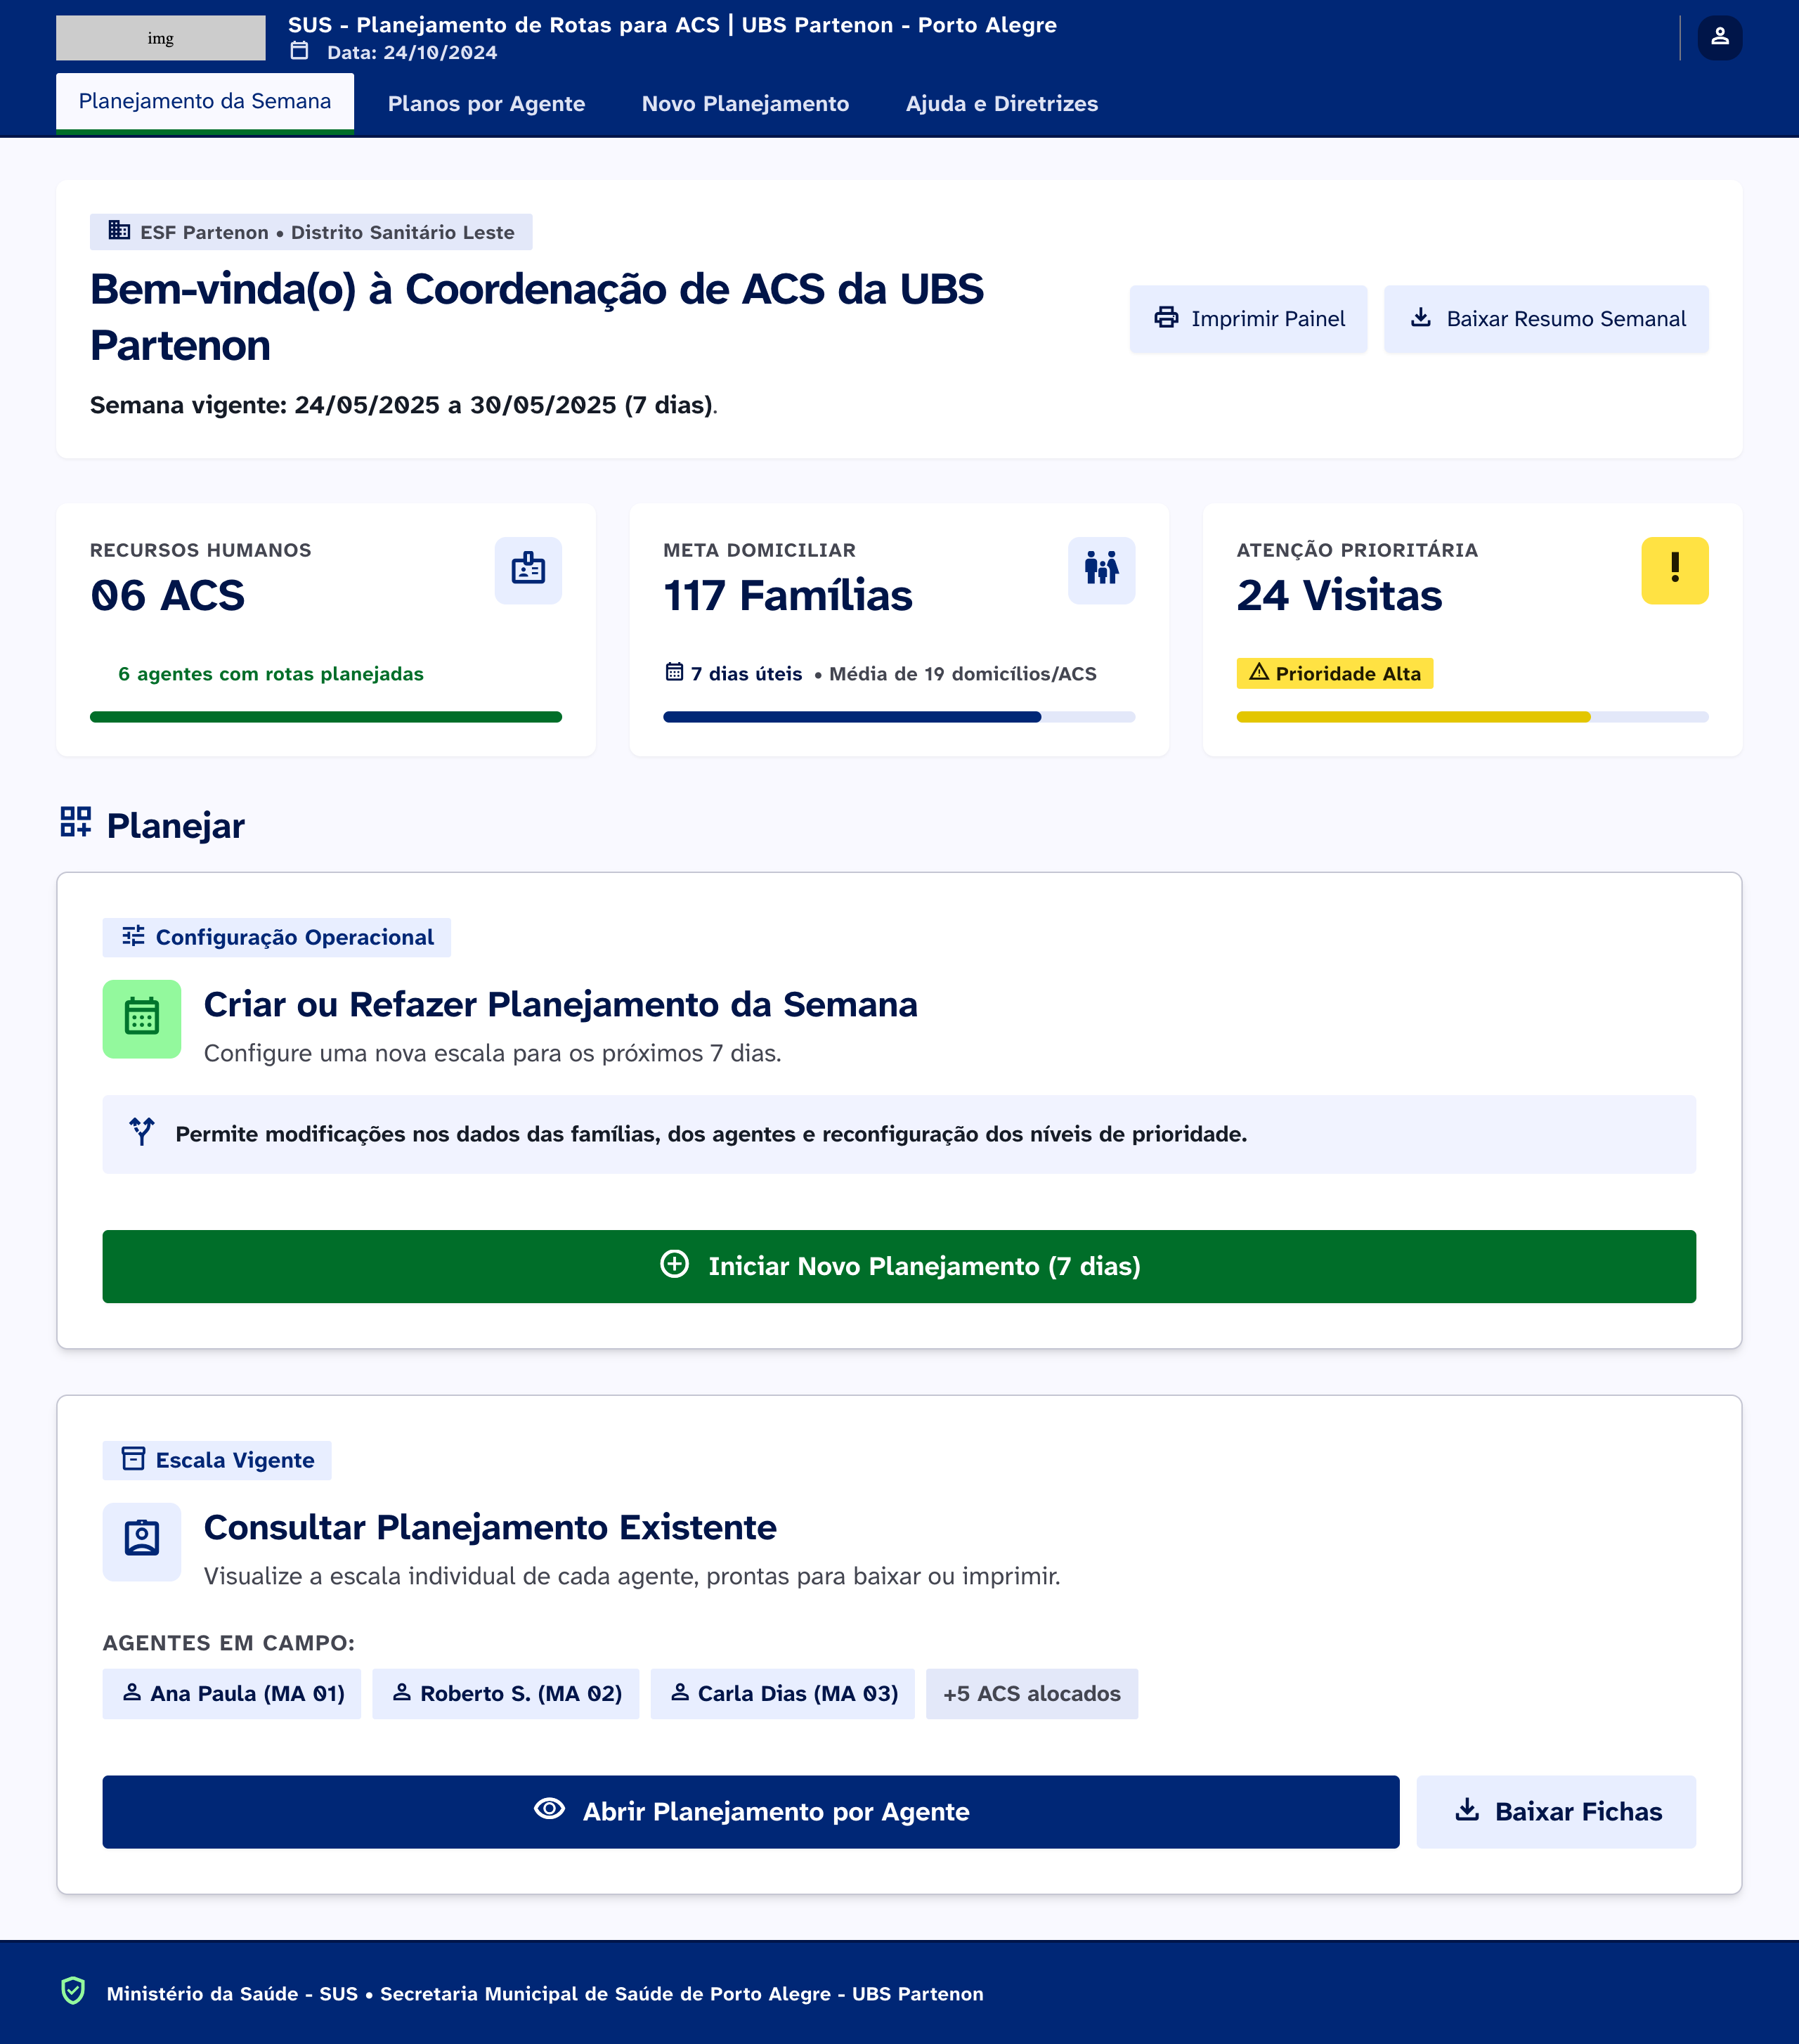 img
SUS - Planejamento de Rotas para ACS | UBS Partenon - Porto Alegre
Data: 24/10/2024
Planejamento da Semana
Planos por Agente
Novo Planejamento
Ajuda e Diretrizes
ESF Partenon • Distrito Sanitário Leste
Bem-vinda(o) à Coordenação de ACS da UBS
Partenon
Semana vigente: 24/05/2025 a 30/05/2025 (7 dias).
Imprimir Painel
Baixar Resumo Semanal
RECURSOS HUMANOS
06 ACS
6 agentes com rotas planejadas
META DOMICILIAR
117 Famílias
7 dias úteis • Média de 19 domicílios/ACS
ATENÇÃO PRIORITÁRIA
24 Visitas
Prioridade Alta
Planejar
Configuração Operacional
Criar ou Refazer Planejamento da Semana
Configure uma nova escala para os próximos 7 dias.
Permite modificações nos dados das famílias, dos agentes e reconfiguração dos níveis de prioridade.
Iniciar Novo Planejamento (7 dias)
Escala Vigente
Consultar Planejamento Existente
Visualize a escala individual de cada agente, prontas para baixar ou imprimir.
AGENTES EM CAMPO:
Ana Paula (MA 01)
Roberto S. (MA 02)
Carla Dias (MA 03)
+5 ACS alocados
Abrir Planejamento por Agente
Baixar Fichas
Ministério da Saúde - SUS • Secretaria Municipal de Saúde de Porto Alegre - UBS Partenon